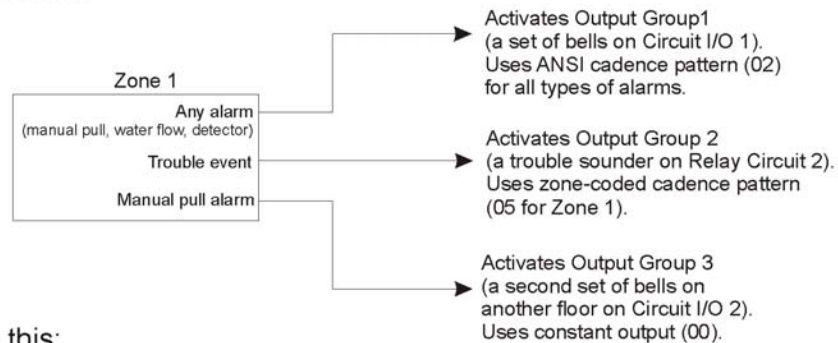 Zone 1
Any alarm
(manual pull, water flow, detector)
Trouble event
Manual pull alarm
Activates Output Group1
(a set of bells on Circuit I/O 1).
Uses ANSI cadence pattern (02)
for all types of alarms.
Activates Output Group 2
(a trouble sounder on Relay Circuit 2).
Uses zone-coded cadence pattern
(05 for Zone 1).
Activates Output Group 3
(a second set of bells on
another floor on Circuit I/O 2).
Uses constant output (00).
this: